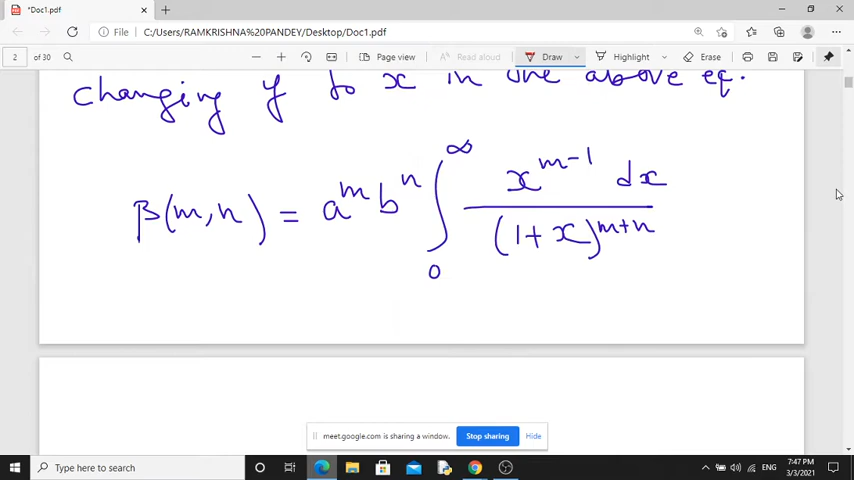 *Doc1.pdf
File
C:/Users/RAMKRISHNA%20PANDEY/Desktop/Doc1.pdf
2 of 30
Page view
Read aloud
Draw
Highlight
Erase
changing y to x in the above eq.
β(m,n) = a^m b^n ∫_0^∞ x^{m-1} dx / (1+x)^{m+n}
meet.google.com is sharing a window.
Stop sharing
Hide
Type here to search
ENG
7:47 PM
3/3/2021